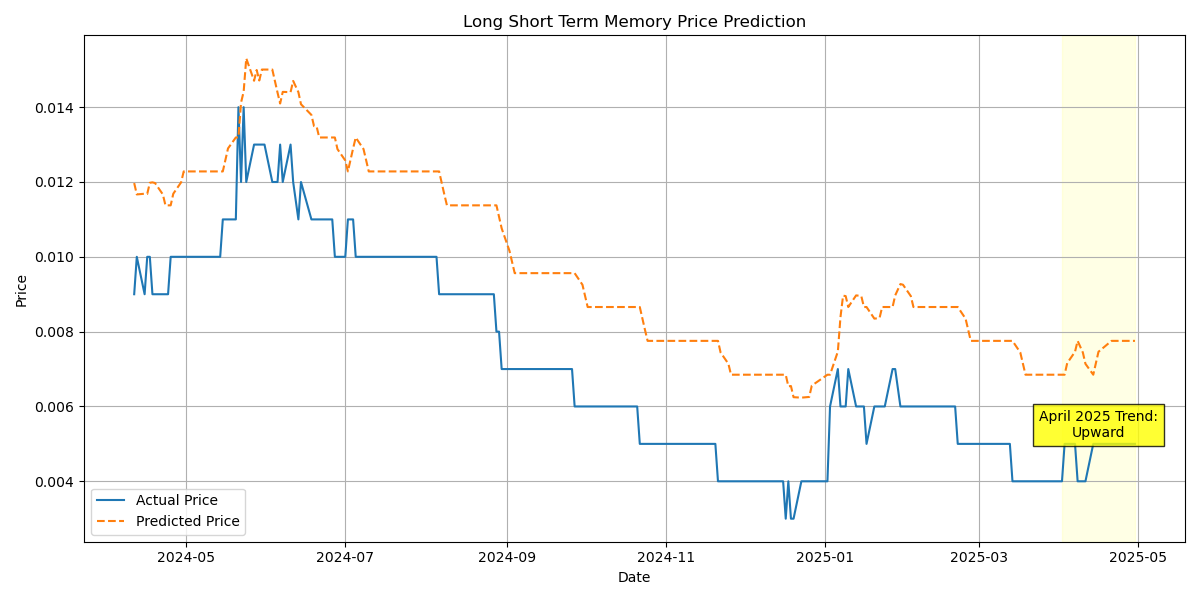 Long Short Term Memory Price Prediction
Price
0.014
0.012
0.010
0.008
0.006
0.004
April 2025 Trend:
Upward
Actual Price
Predicted Price
2024-05
2024-07
2024-09
2024-11
2025-01
2025-03
2025-05
Date